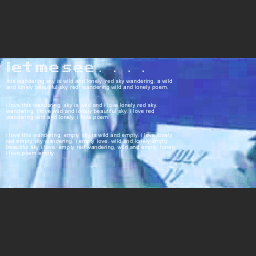 letmesee. . . .
this wandering. sky is wild and lonely. red sky wandering. a wild
and lonely beautiful sky. red wandering wild and lonely poem.
i love this wandering. sky is wild and i love lonely red sky.
wandering. i love wild and lonely beautiful sky. i love red
wandering wild and lonely. i love poem.
i love this wandering. empty sky is wild and empty. i love lonely
empty sky wandering. i empty love. wild and lonely empty
beautiful sky. i love. empty red wandering. wild and empty lonely.
i love poem empty.
JULY